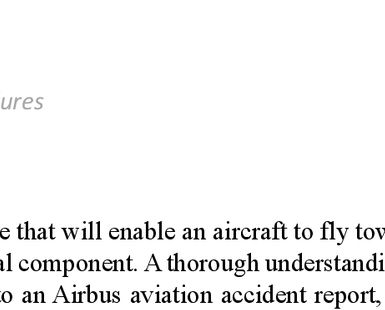 ures
e that will enable an aircraft to fly tow
al component. A thorough understandi
to an Airbus aviation accident report,